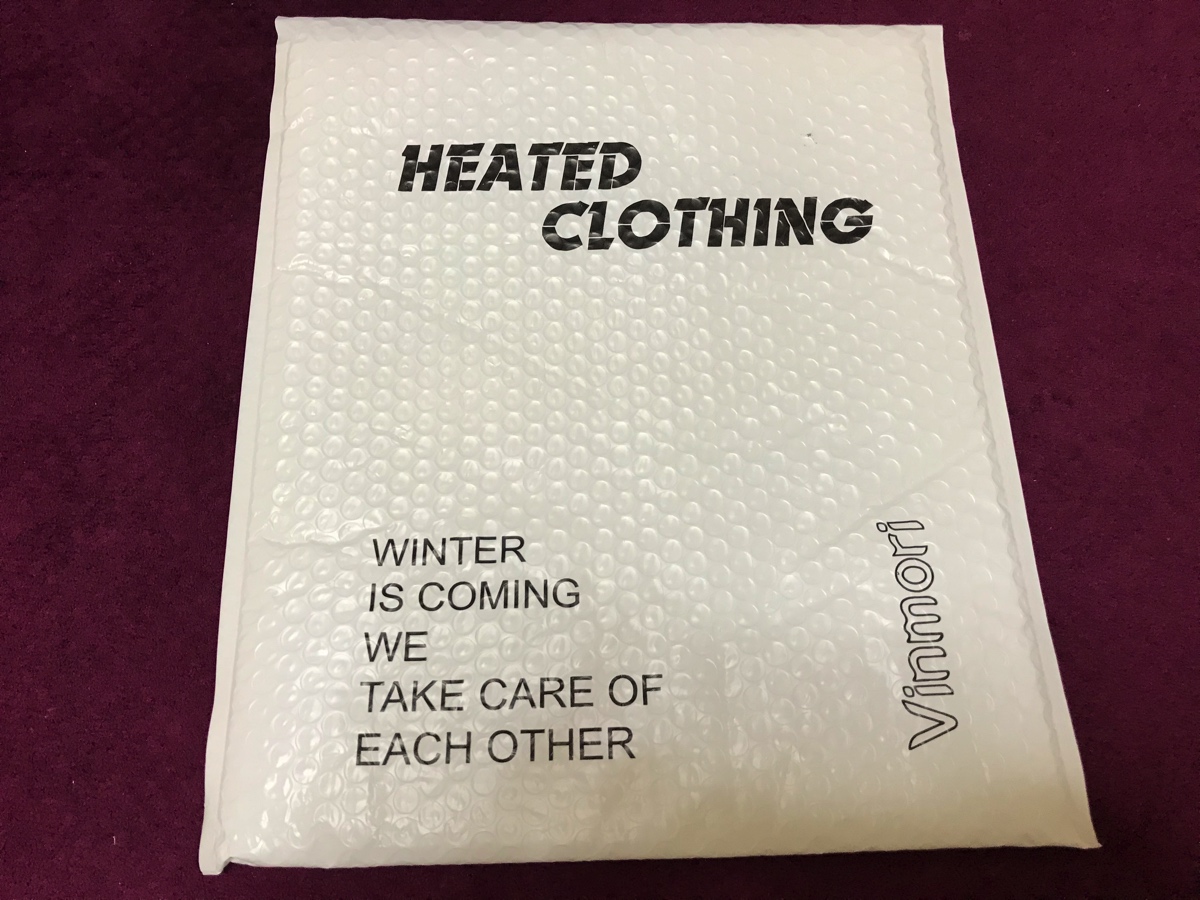 HEATED
CLOTHING
WINTER
IS COMING
WE
TAKE CARE OF
EACH OTHER
Vinmori